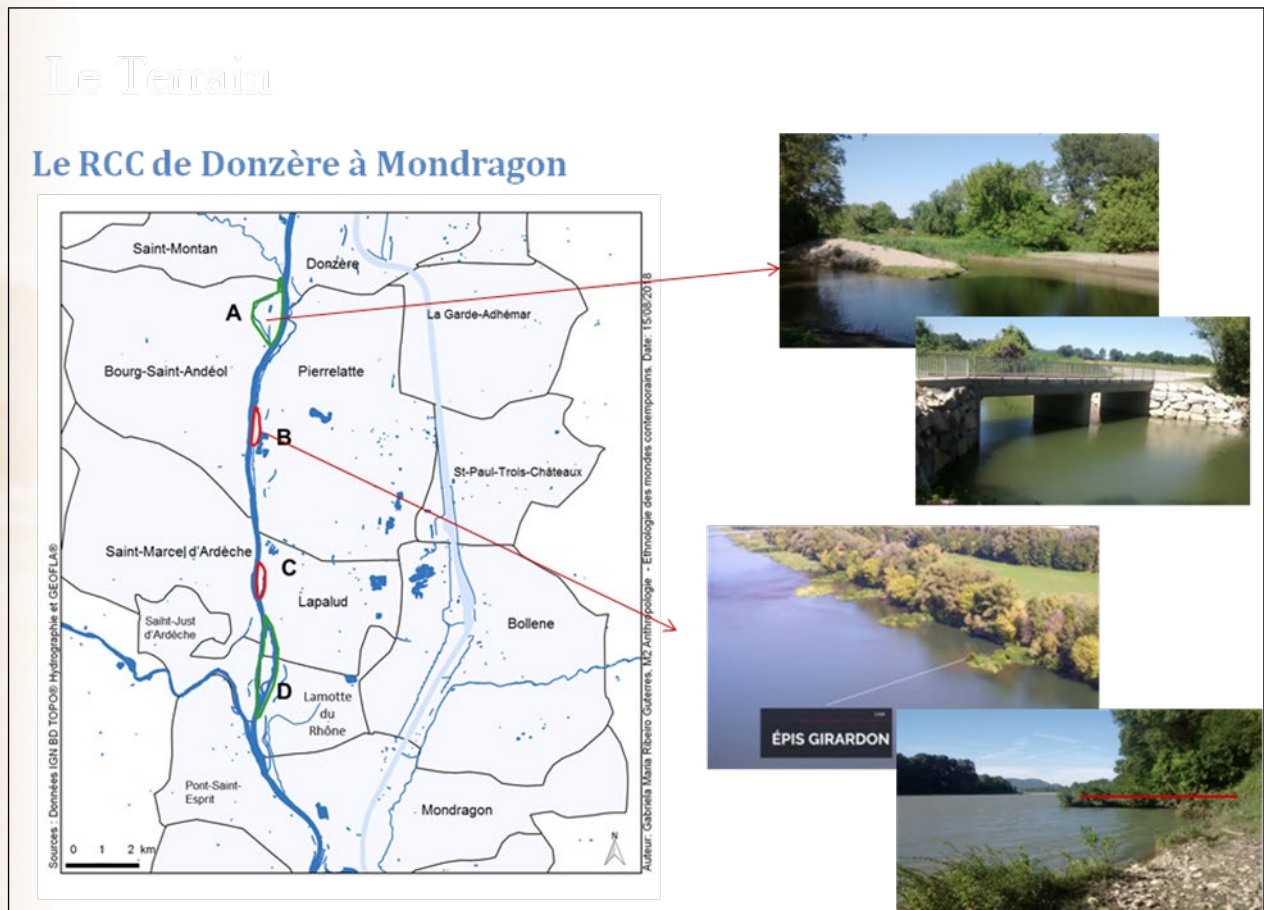 Le Terrain
Le RCC de Donzère à Mondragon
Saint-Montan
Donzère
A
La Garde-Adhémar
Bourg-Saint-Andéol
Pierrelatte
B
St-Paul-Trois-Châteaux
Saint-Marcel d'Ardèche
C
Lapalud
Saint-Just
d'Ardèche
Bollene
D
Lamotte
du
Rhône
Pont-Saint-
Esprit
Mondragon
0 1 2 km
N
Sources : Données IGN BD TOPO® Hydrographie et GEOFLA®
Auteur: Gabriela Maria Ribeiro Guterres, M2 Anthropologie - Ethnologie des mondes contemporains. Date: 15/08/2018
ÉPIS GIRARDON